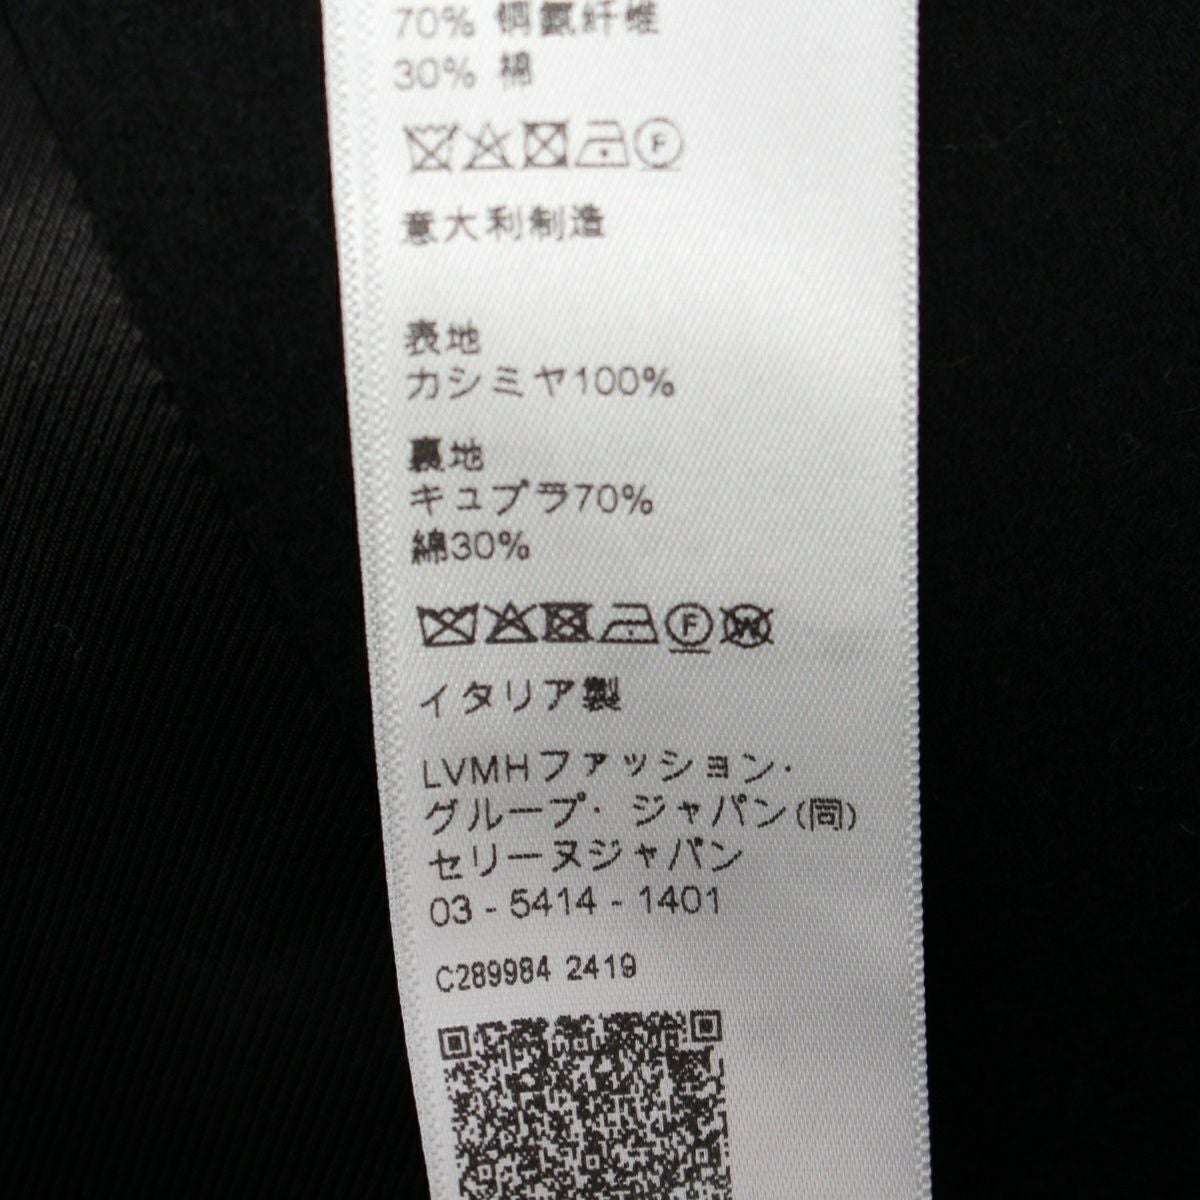 70% 铜氨纤维
30% 棉
F
意大利制造
表地
カシミヤ100%
裏地
キュプラ70%
綿30%
F W
イタリア製
LVMHファッション・
グループ・ジャパン(同)
セリーヌジャパン
03 - 5414 - 1401
C289984 2419